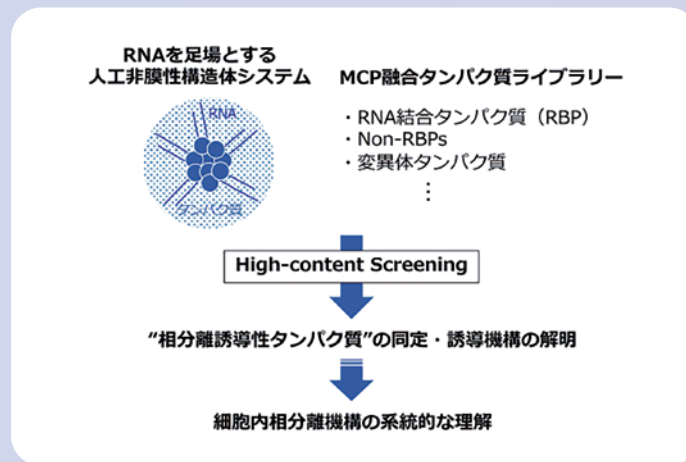 RNAを足場とする
人工非膜性構造体システム
RNA
タンパク質
MCP融合タンパク質ライブラリー
・RNA結合タンパク質（RBP）
・Non-RBPs
・変異体タンパク質
⋮
High-content Screening
“相分離誘導性タンパク質”の同定・誘導機構の解明
細胞内相分離機構の系統的な理解